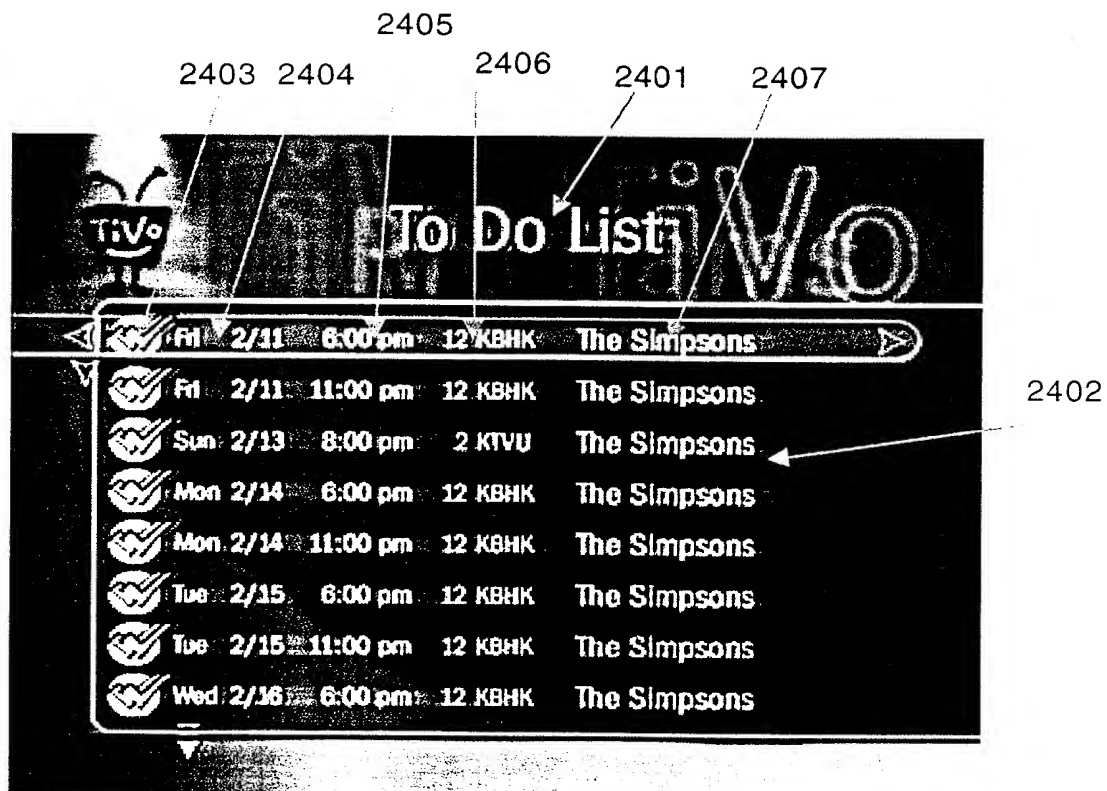 2405
2403 2404 2406 2401 2407
TiVo
To Do List
TiVo
Fri 2/11 6:00 pm 12 KBHK The Simpsons
2402
Fri 2/11 11:00 pm 12 KBHK The Simpsons
Sun 2/13 8:00 pm 2 KTVU The Simpsons
Mon 2/14 6:00 pm 12 KBHK The Simpsons
Mon 2/14 11:00 pm 12 KBHK The Simpsons
Tue 2/15 6:00 pm 12 KBHK The Simpsons
Tue 2/15 11:00 pm 12 KBHK The Simpsons
Wed 2/16 6:00 pm 12 KBHK The Simpsons